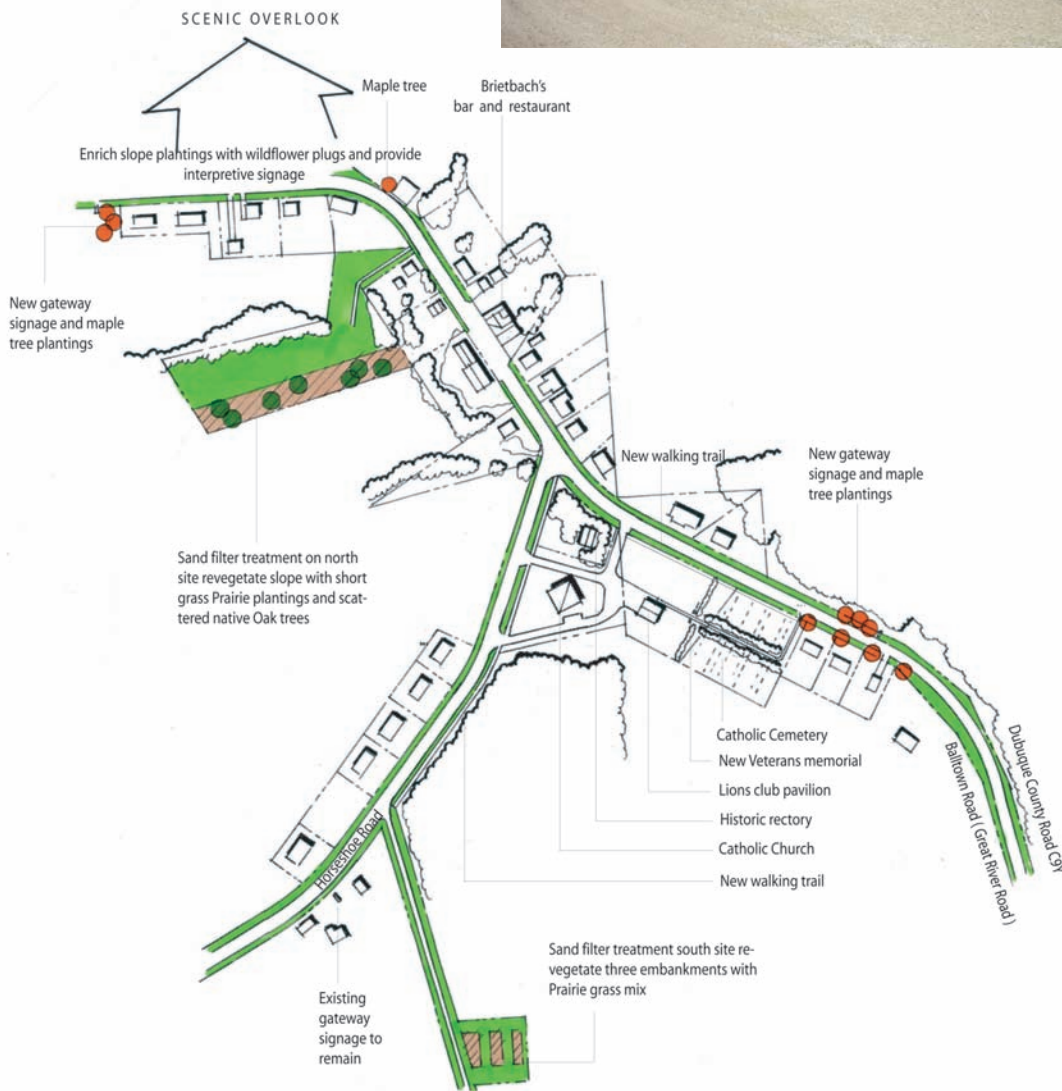 SCENIC OVERLOOK
Maple tree
Brietbach's
bar and restaurant
Enrich slope plantings with wildflower plugs and provide
interpretive signage
New gateway
signage and maple
tree plantings
New walking trail
New gateway
signage and maple
tree plantings
Sand filter treatment on north
site revegetate slope with short
grass Prairie plantings and scat-
tered native Oak trees
Catholic Cemetery
New Veterans memorial
Lions club pavilion
Historic rectory
Catholic Church
New walking trail
Dubuque County Road C9Y
Balltown Road ( Great River Road )
Horseshoe Road
Sand filter treatment south site re-
vegetate three embankments with
Prairie grass mix
Existing
gateway
signage to
remain